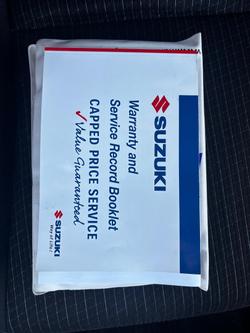 SUZUKI
Warranty and
Service Record Booklet
CAPPED PRICE SERVICE
Value Guaranteed
SUZUKI
Way of Life!